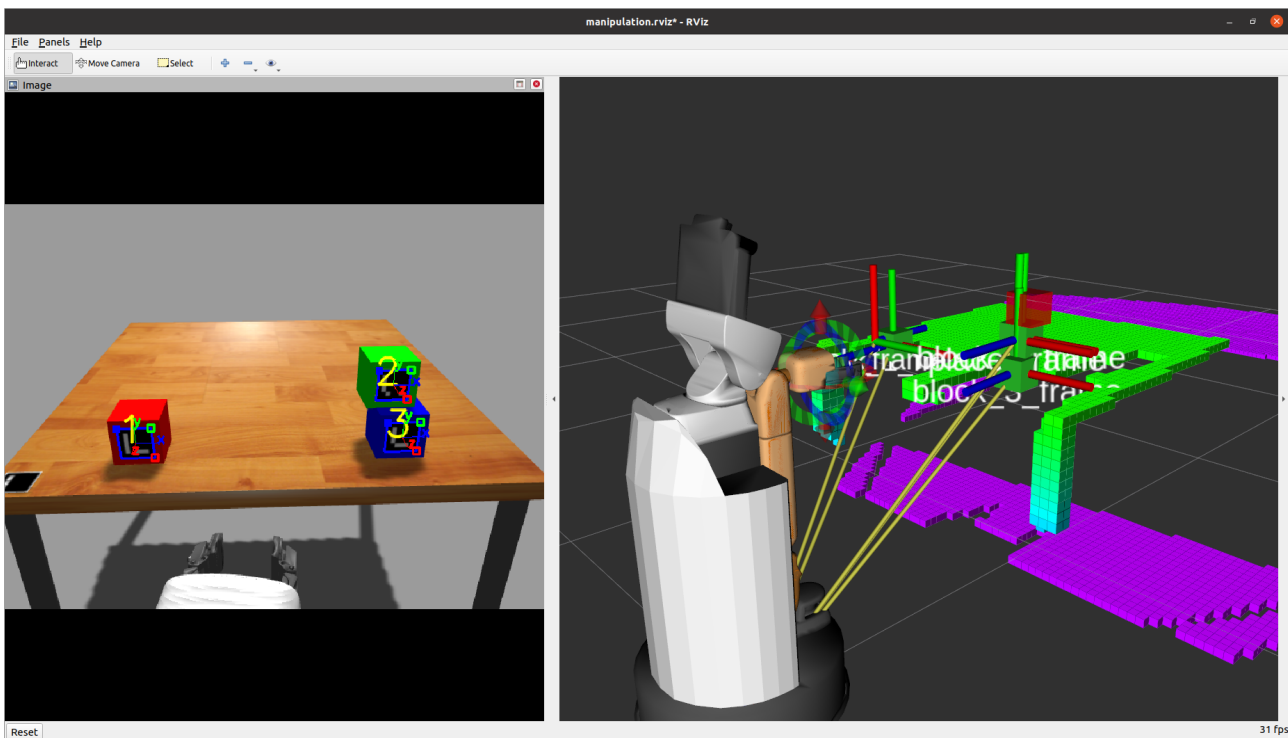 manipulation.rviz* - RViz
File Panels Help
Interact Move Camera Select
Image
2
1
3
block_3_frame
Reset
31 fps